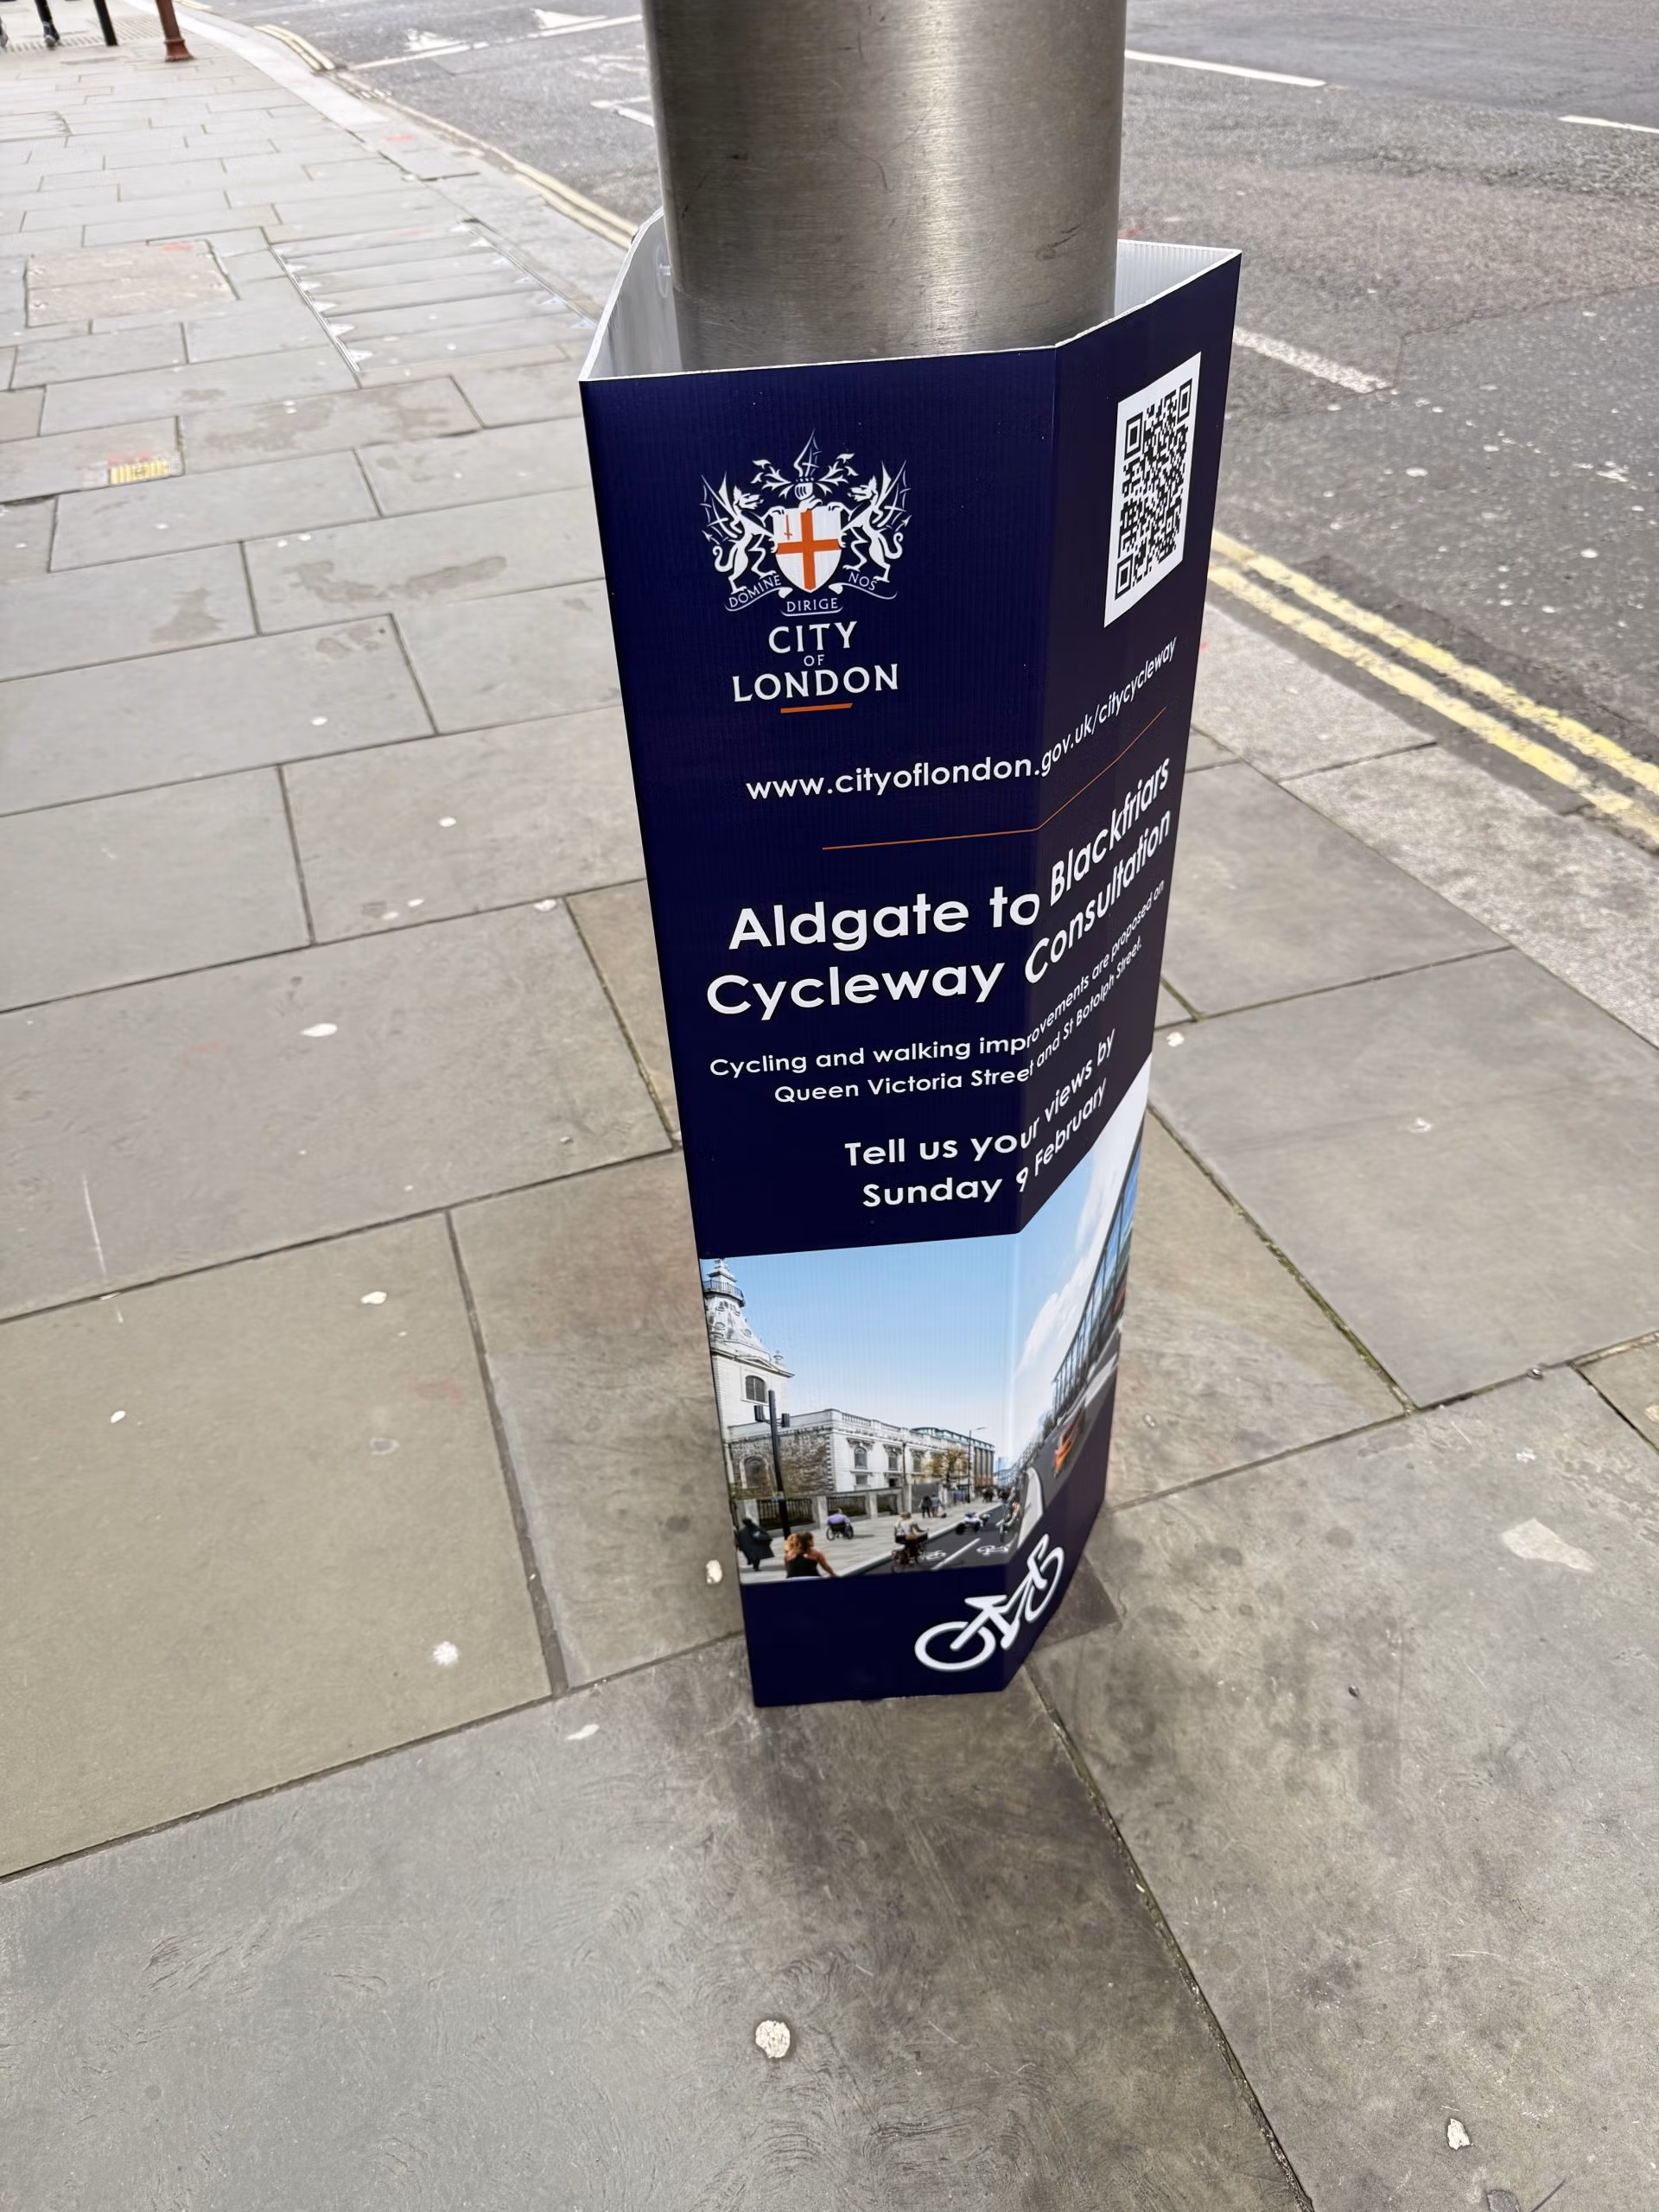 DOMINE DIRIGE NOS
CITY
OF
LONDON
www.cityoflondon.gov.uk/citycycleway
Aldgate to Blackfriars
Cycleway Consultation
Cycling and walking improvements are proposed on
Queen Victoria Street and St Botolph Street.
Tell us your views by
Sunday 9 February